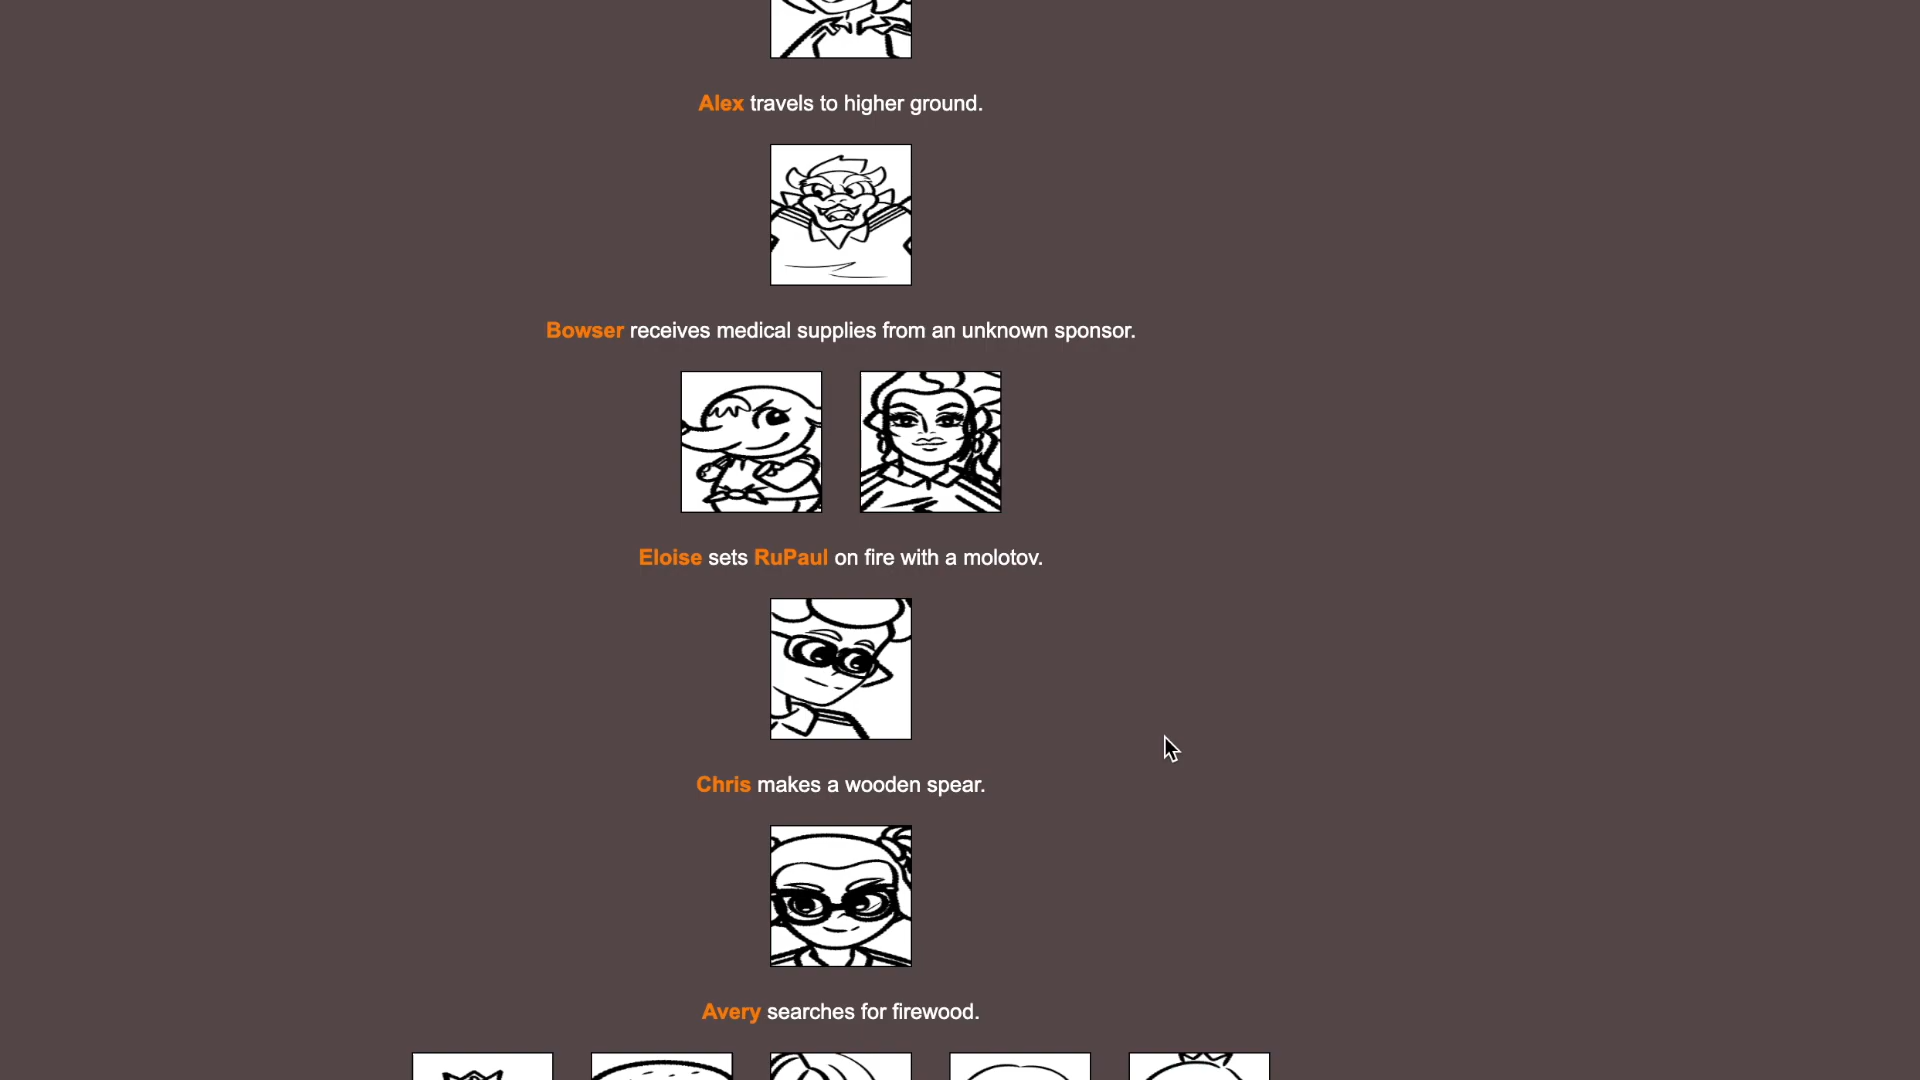 Alex travels to higher ground.
Bowser receives medical supplies from an unknown sponsor.
Eloise sets RuPaul on fire with a molotov.
Chris makes a wooden spear.
Avery searches for firewood.